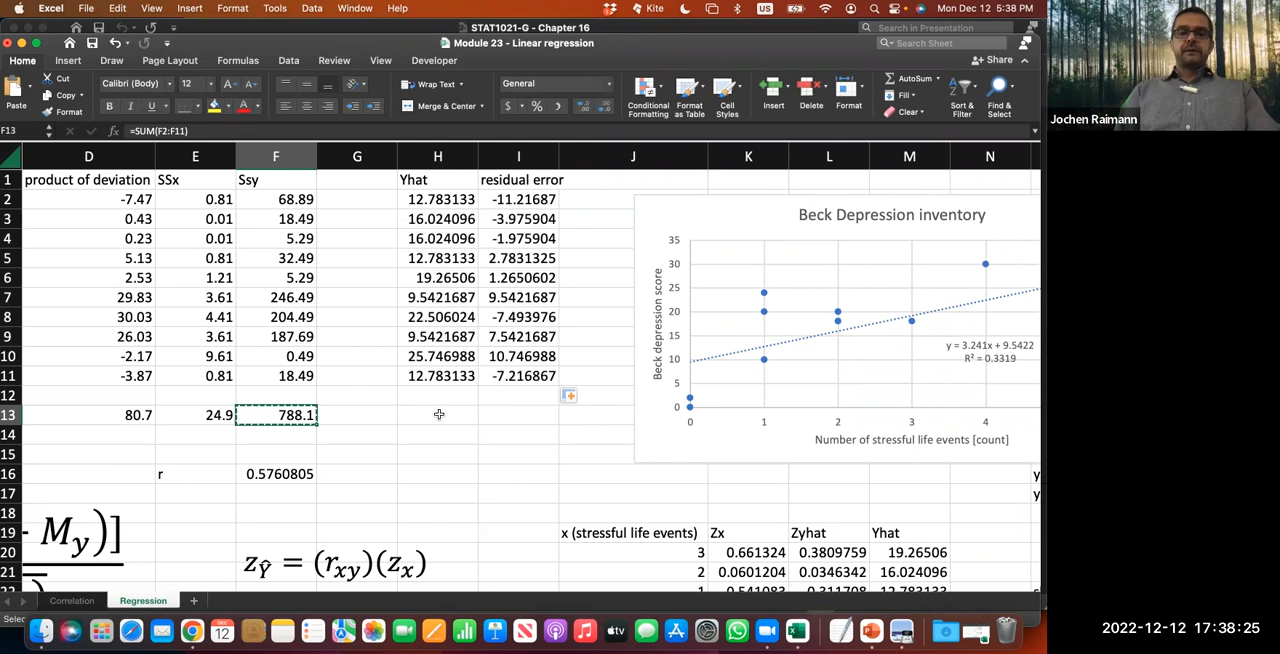 Excel File Edit View Insert Format Tools Data Window Help Kite US Mon Dec 12 5:38 PM
STAT1021-G - Chapter 16 Search in Presentation
Module 23 - Linear regression Search Sheet
Home Insert Draw Page Layout Formulas Data Review View Developer Share
Paste Cut Copy Format Calibri (Body) 12 A A B I U A Wrap Text Merge & Center General $ % Conditional Formatting Format as Table Cell Styles Insert Delete Format AutoSum Fill Clear Sort & Filter Find & Select
Jochen Raimann
F13 fx =SUM(F2:F11)
D E F G H I J K L M N
1 product of deviation SSx Ssy Yhat residual error
2 -7.47 0.81 68.89 12.783133 -11.21687
3 0.43 0.01 18.49 16.024096 -3.975904
4 0.23 0.01 5.29 16.024096 -1.975904
5 5.13 0.81 32.49 12.783133 2.7831325
6 2.53 1.21 5.29 19.26506 1.2650602
7 29.83 3.61 246.49 9.5421687 9.5421687
8 30.03 4.41 204.49 22.506024 -7.493976
9 26.03 3.61 187.69 9.5421687 7.5421687
10 -2.17 9.61 0.49 25.746988 10.746988
11 -3.87 0.81 18.49 12.783133 -7.216867
12
13 80.7 24.9 788.1
14
15
16 r 0.5760805 y
17 y
18
19 x (stressful life events) Zx Zyhat Yhat
20 3 0.661324 0.3809759 19.26506
21 2 0.0601204 0.0346342 16.024096
Beck Depression inventory
Beck depression score
35
30
25
20
15
10
5
0
y = 3.241x + 9.5422
R² = 0.3319
0 1 2 3 4
Number of stressful life events [count]
- My)]
zŶ = (rxy)(zx)
Correlation Regression +
DEC 12 tv
2022-12-12 17:38:25